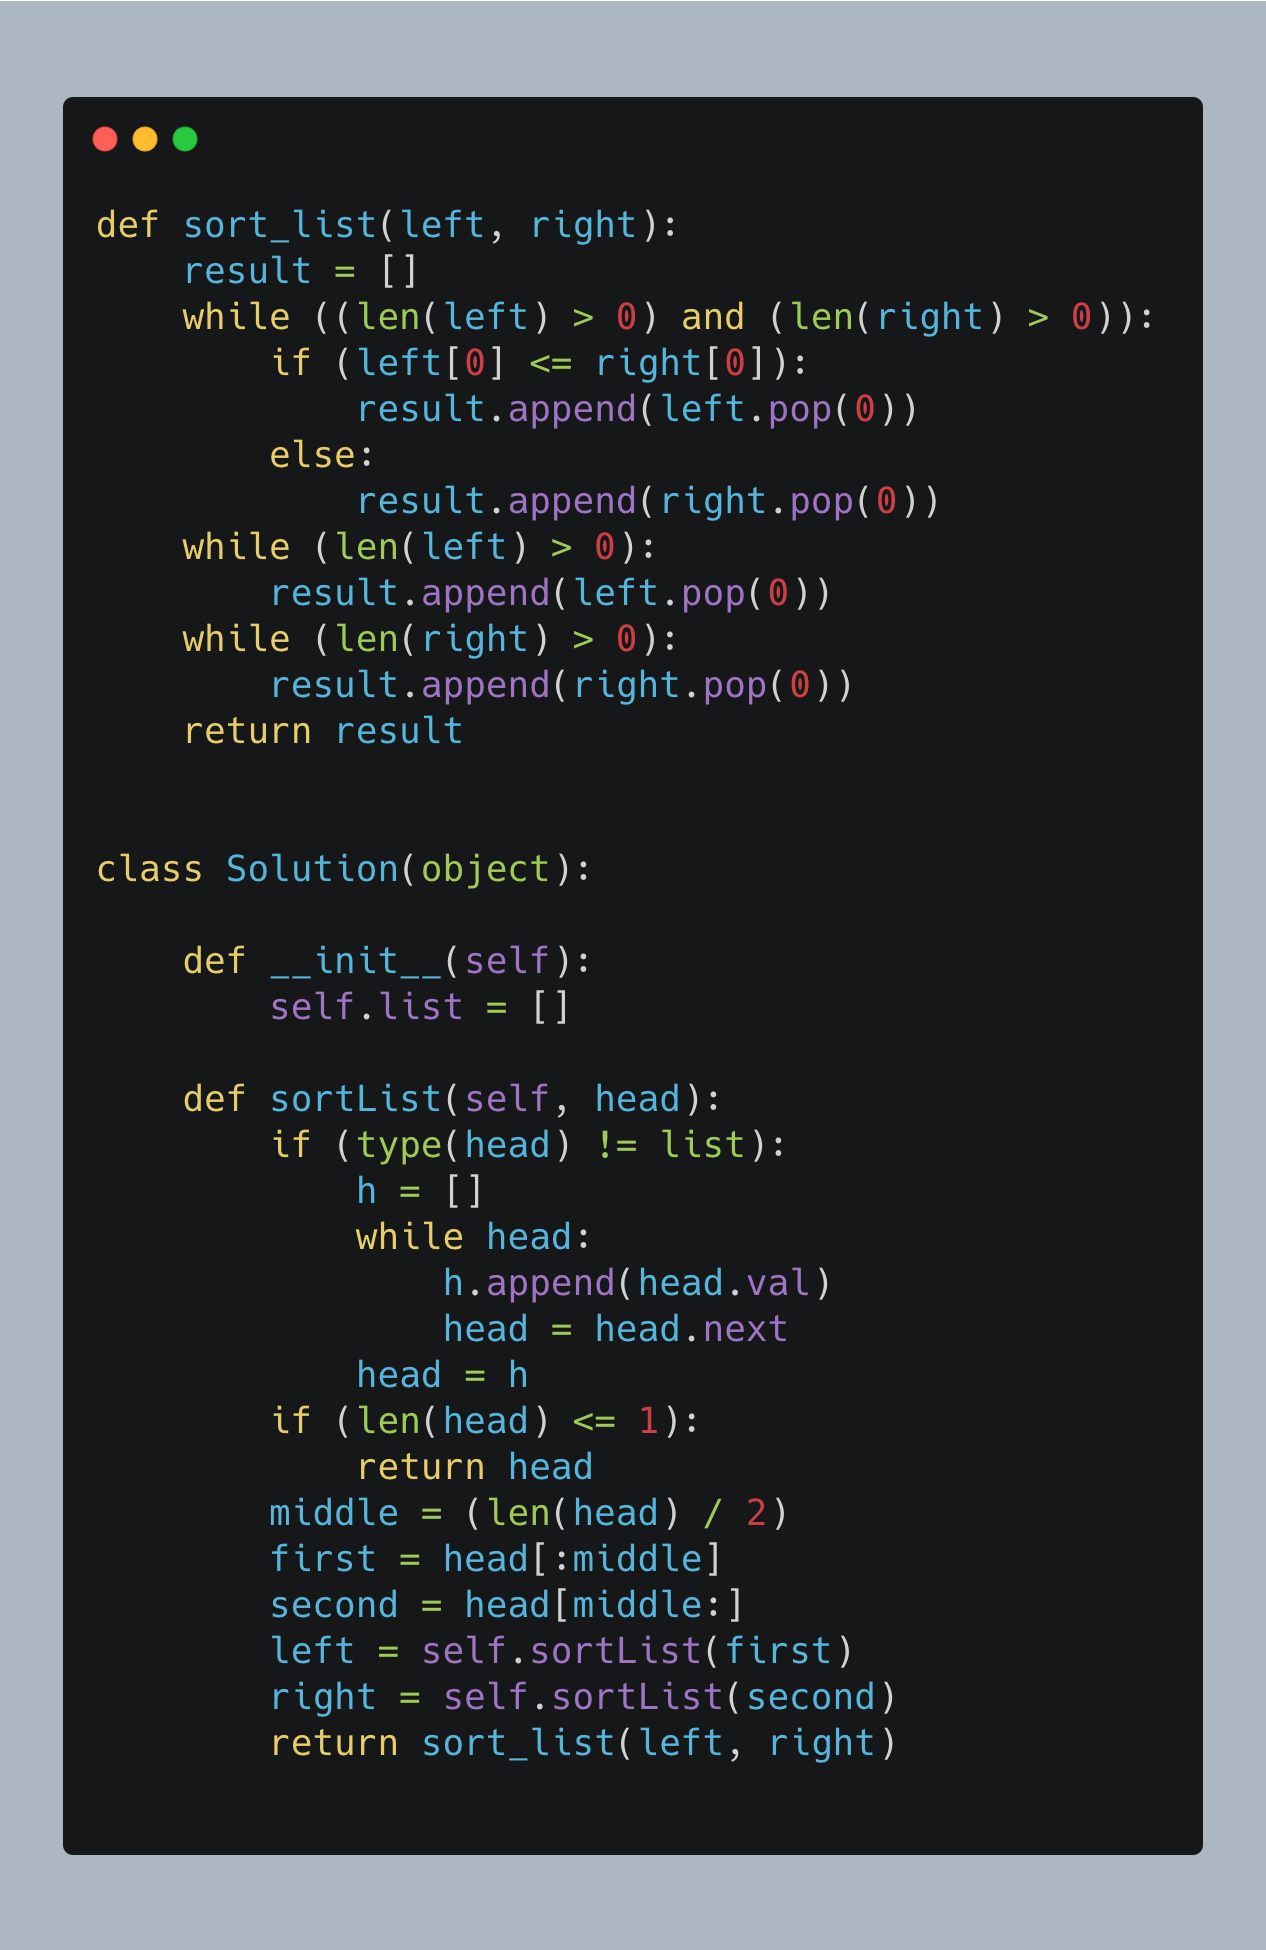 def sort_list(left, right):
    result = []
    while ((len(left) > 0) and (len(right) > 0)):
        if (left[0] <= right[0]):
            result.append(left.pop(0))
        else:
            result.append(right.pop(0))
    while (len(left) > 0):
        result.append(left.pop(0))
    while (len(right) > 0):
        result.append(right.pop(0))
    return result
class Solution(object):
    def __init__(self):
        self.list = []
    def sortList(self, head):
        if (type(head) != list):
            h = []
            while head:
                h.append(head.val)
                head = head.next
            head = h
        if (len(head) <= 1):
            return head
        middle = (len(head) / 2)
        first = head[:middle]
        second = head[middle:]
        left = self.sortList(first)
        right = self.sortList(second)
        return sort_list(left, right)